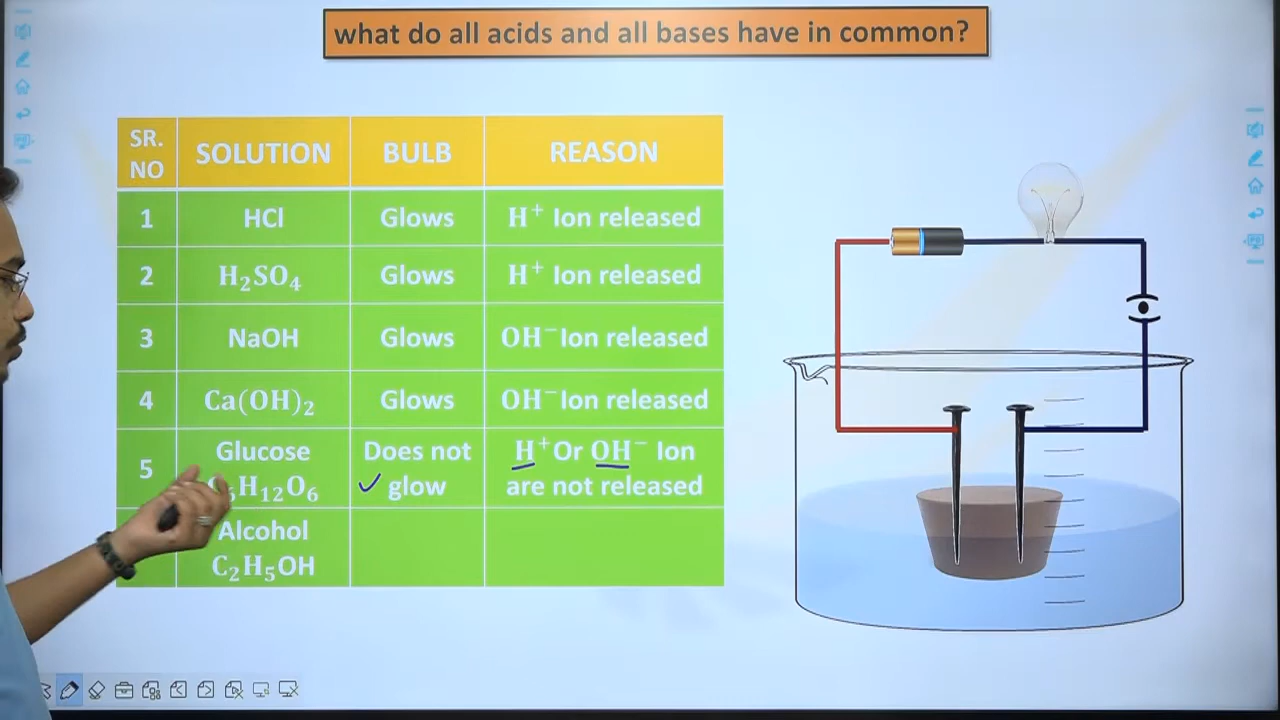 what do all acids and all bases have in common?
SR. NO SOLUTION BULB REASON
1 HCl Glows H⁺ Ion released
2 H₂SO₄ Glows H⁺ Ion released
3 NaOH Glows OH⁻ Ion released
4 Ca(OH)₂ Glows OH⁻ Ion released
5 Glucose Does not H⁺ Or OH⁻ Ion
H₁₂O₆ glow are not released
Alcohol
C₂H₅OH